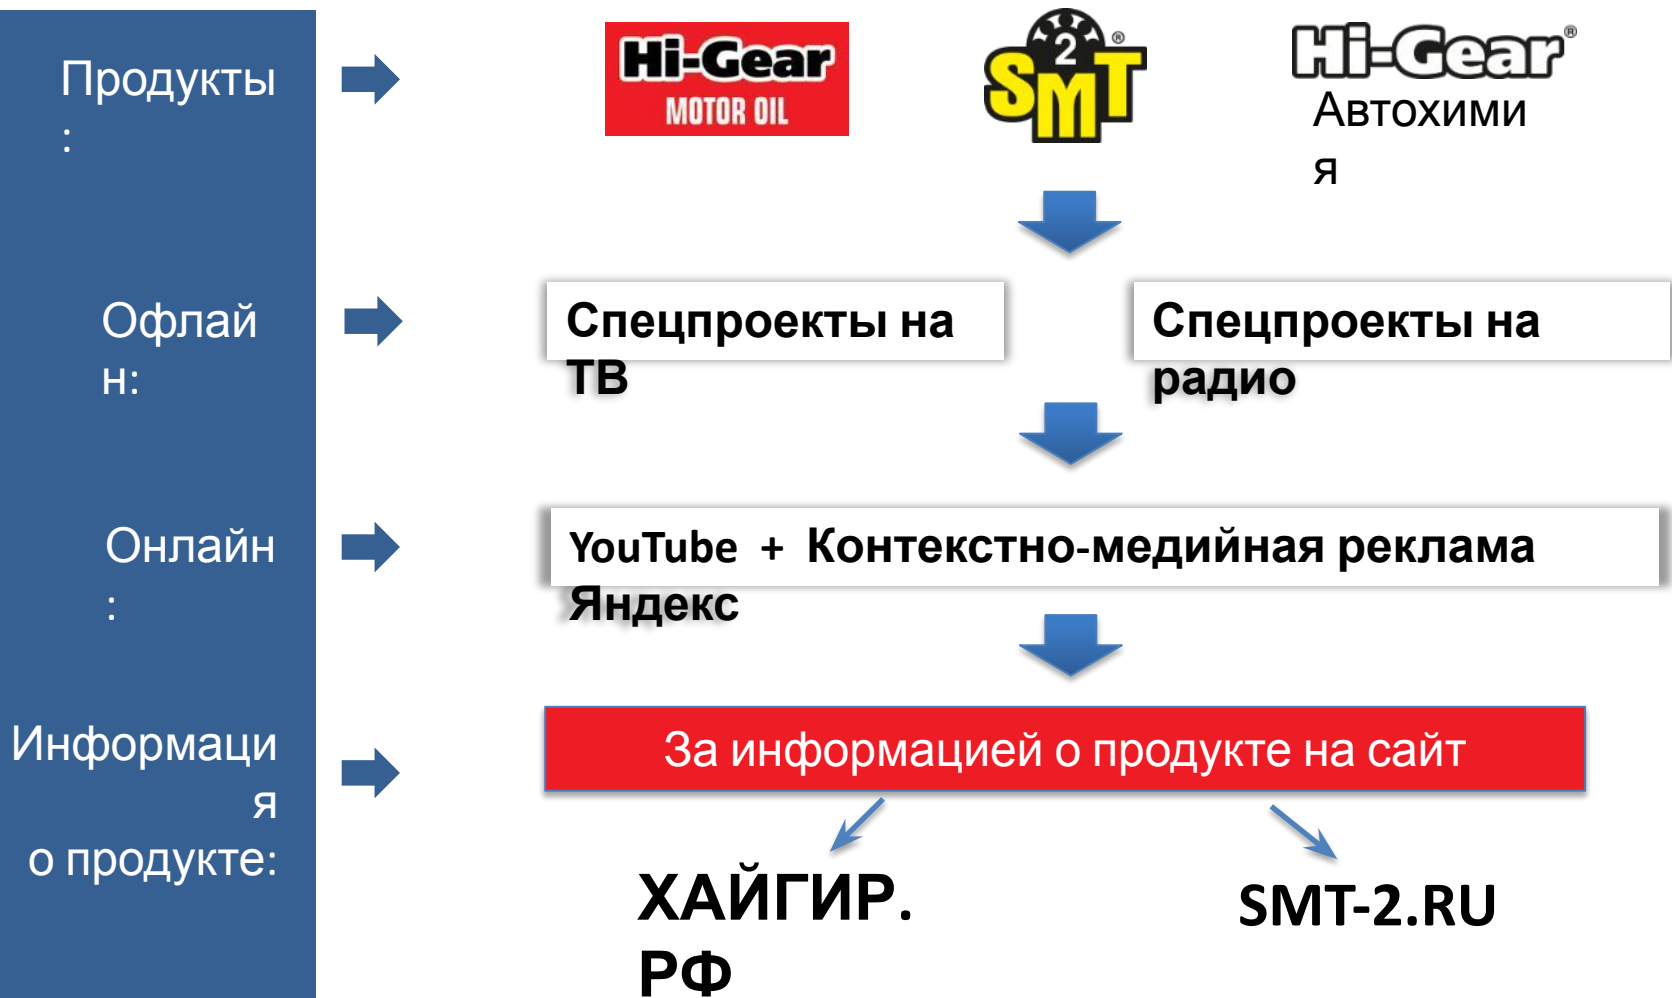 Продукты
:
Hi-Gear
MOTOR OIL
2
SMT®
Hi-Gear®
Автохими
я
Офлай
н:
Спецпроекты на
ТВ
Спецпроекты на
радио
Онлайн
:
YouTube + Контекстно-медийная реклама
Яндекс
Информаци
я
о продукте:
За информацией о продукте на сайт
ХАЙГИР.
РФ
SMT-2.RU